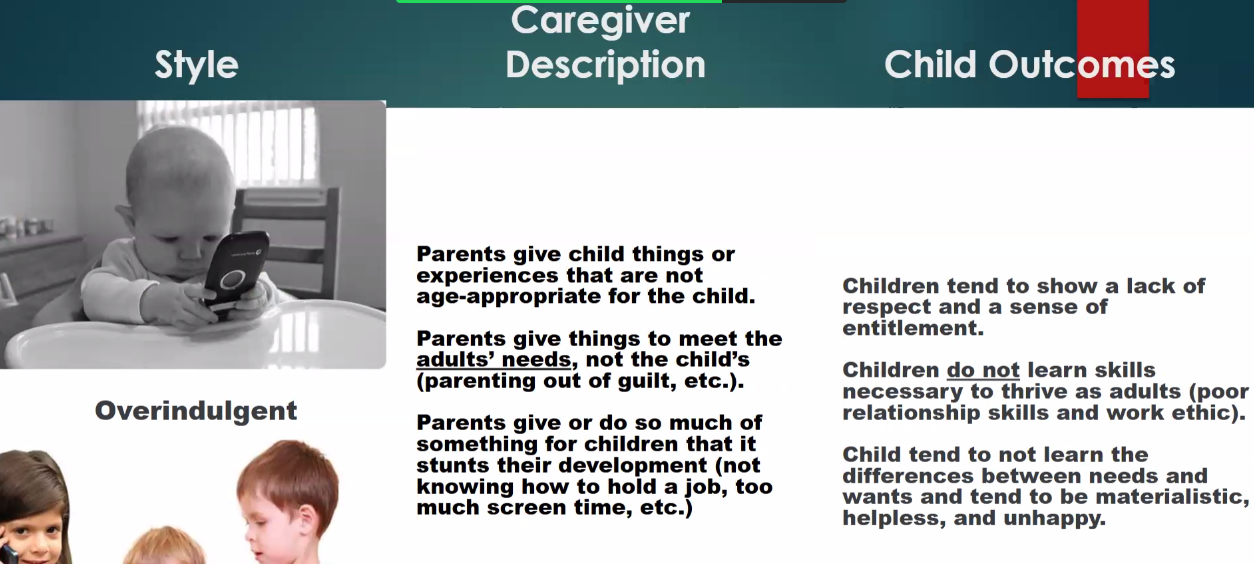 Style
Caregiver
Description
Child Outcomes
Overindulgent
Parents give child things or
experiences that are not
age-appropriate for the child.
Parents give things to meet the
adults’ needs, not the child’s
(parenting out of guilt, etc.).
Parents give or do so much of
something for children that it
stunts their development (not
knowing how to hold a job, too
much screen time, etc.)
Children tend to show a lack of
respect and a sense of
entitlement.
Children do not learn skills
necessary to thrive as adults (poor
relationship skills and work ethic).
Child tend to not learn the
differences between needs and
wants and tend to be materialistic,
helpless, and unhappy.